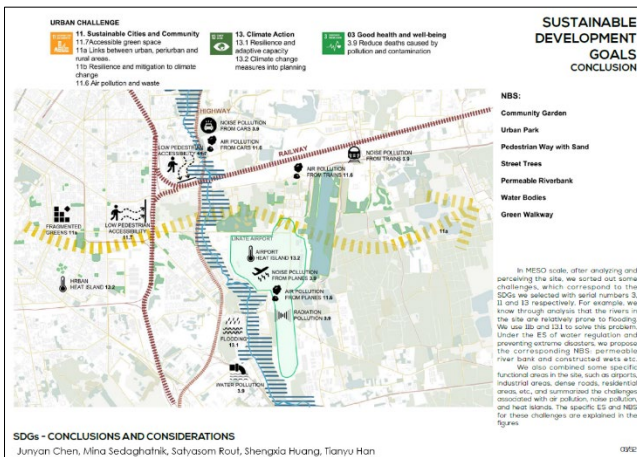 URBAN CHALLENGE
11. Sustainable Cities and Community
11.7 Accessible green space
11a Links between urban, periurban and
rural areas.
11b Resilience and mitigation to climate
change
11.6 Air pollution and waste
13. Climate Action
13.1 Resilience and
adaptive capacity
13.2 Climate change
measures into planning
03 Good health and well-being
3.9 Reduce deaths caused by
pollution and contamination
SUSTAINABLE
DEVELOPMENT
GOALS
CONCLUSION
NBS:
Community Garden
Urban Park
Pedestrian Way with Sand
Street Trees
Permeable Riverbank
Water Bodies
Green Walkway
HIGHWAY
NOISE POLLUTION
FROM CARS 3.9
AIR POLLUTION
FROM CARS 11.6
LOW PEDESTRIAN
ACCESSIBILITY
RAILWAY
NOISE POLLUTION
FROM TRAINS 3.9
AIR POLLUTION
FROM TRAINS 11.6
FRAGMENTED
GREENS 11a
LOW PEDESTRIAN
ACCESSIBILITY
11.7
11a
LINATE AIRPORT
AIRPORT
HEAT ISLAND 13.2
NOISE POLLUTION
FROM PLANES 3.9
HRBAN
HEAT ISLAND 13.2
AIR POLLUTION
FROM PLANES 11.6
RADIATION
POLLUTION 3.9
FLOODING
13.1
WATER POLLUTION
3.9
In MESO scale, after analyzing and
perceiving the site, we sorted out some
challenges, which correspond to the
SDGs we selected with serial numbers 3,
11 and 13 respectively. For example, we
know through analysis that the rivers in
the site are relatively prone to flooding.
We use 11b and 13.1 to solve this problem.
Under the ES of water regulation and
preventing extreme disasters, we propose
the corresponding NBS: permeable
river bank and constructed wets etc.
We also combined some specific
functional areas in the site, such as airports,
industrial areas, dense roads, residential
areas, etc., and summarized the challenges
associated with air pollution, noise pollution,
and heat islands. The specific ES and NBS
for these challenges are explained in the
figures
SDGs - CONCLUSIONS AND CONSIDERATIONS
Junyan Chen, Mina Sedaghatnik, Satyasom Rout, Shengxia Huang, Tianyu Han